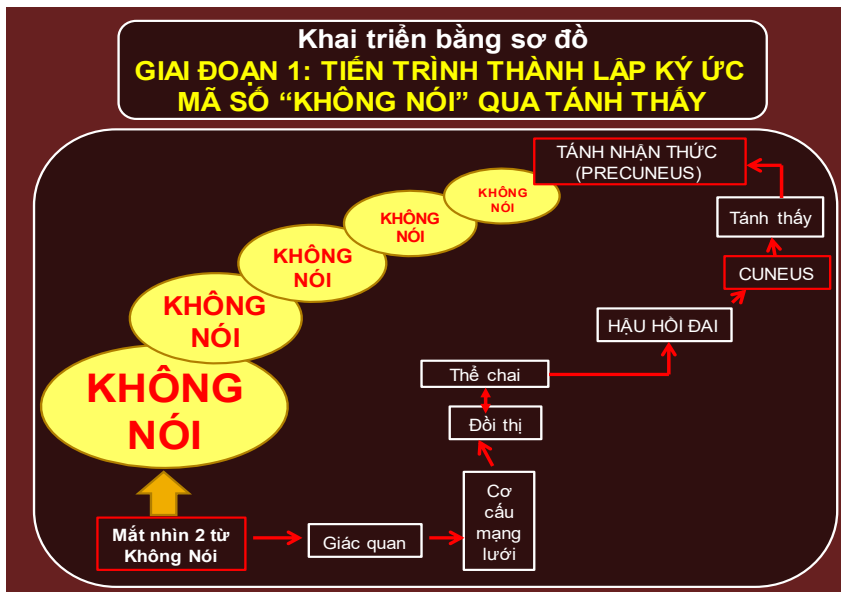 Khai triển bằng sơ đồ
GIAI ĐOẠN 1: TIẾN TRÌNH THÀNH LẬP KÝ ỨC
MÃ SỐ “KHÔNG NÓI” QUA TÁNH THẤY
TÁNH NHẬN THỨC
(PRECUNEUS)
KHÔNG
NÓI
KHÔNG
NÓI
KHÔNG
NÓI
KHÔNG
NÓI
KHÔNG
NÓI
Tánh thấy
CUNEUS
HẬU HỒI ĐAI
Thể chai
Đồi thị
Cơ
cấu
mạng
lưới
Giác quan
Mắt nhìn 2 từ
Không Nói